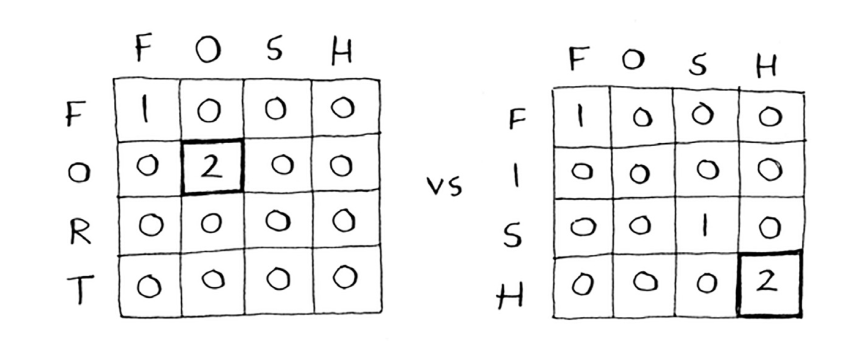 F O S H
F 1 0 0 0
O 0 2 0 0
R 0 0 0 0
T 0 0 0 0
vs
F O S H
F 1 0 0 0
I 0 0 0 0
S 0 0 1 0
H 0 0 0 2